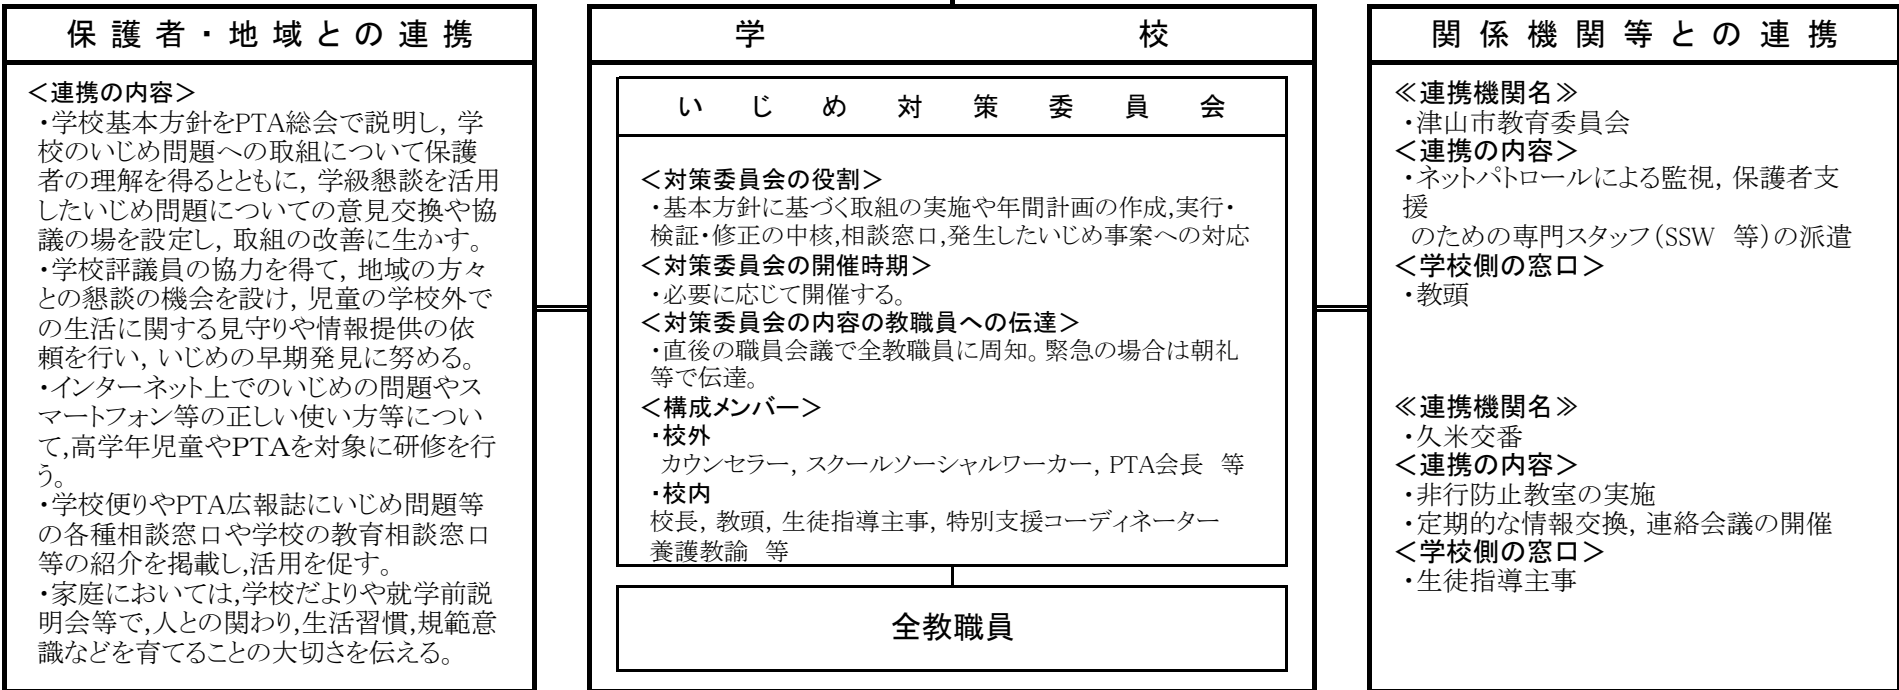 保護者・地域との連携
＜連携の内容＞
・学校基本方針をPTA総会で説明し，学
校のいじめ問題への取組について保護
者の理解を得るとともに，学級懇談を活用
したいじめ問題についての意見交換や協
議の場を設定し，取組の改善に生かす。
・学校評議員の協力を得て，地域の方々
との懇談の機会を設け，児童の学校外で
の生活に関する見守りや情報提供の依
頼を行い，いじめの早期発見に努める。
・インターネット上でのいじめの問題やス
マートフォン等の正しい使い方等につい
て,高学年児童やPTAを対象に研修を行
う。
・学校便りやPTA広報誌にいじめ問題等
の各種相談窓口や学校の教育相談窓口
等の紹介を掲載し,活用を促す。
・家庭においては,学校だよりや就学前説
明会等で,人との関わり,生活習慣,規範意
識などを育てることの大切さを伝える。
学校
いじめ対策委員会
＜対策委員会の役割＞
・基本方針に基づく取組の実施や年間計画の作成,実行・
検証・修正の中核,相談窓口,発生したいじめ事案への対応
＜対策委員会の開催時期＞
・必要に応じて開催する。
＜対策委員会の内容の教職員への伝達＞
・直後の職員会議で全教職員に周知。緊急の場合は朝礼
等で伝達。
＜構成メンバー＞
・校外
カウンセラー，スクールソーシャルワーカー，PTA会長　等
・校内
校長，教頭，生徒指導主事，特別支援コーディネーター
養護教諭　等
全教職員
関係機関等との連携
≪連携機関名≫
・津山市教育委員会
＜連携の内容＞
・ネットパトロールによる監視，保護者支
援
のための専門スタッフ（SSW　等）の派遣
＜学校側の窓口＞
・教頭
≪連携機関名≫
・久米交番
＜連携の内容＞
・非行防止教室の実施
・定期的な情報交換，連絡会議の開催
＜学校側の窓口＞
・生徒指導主事